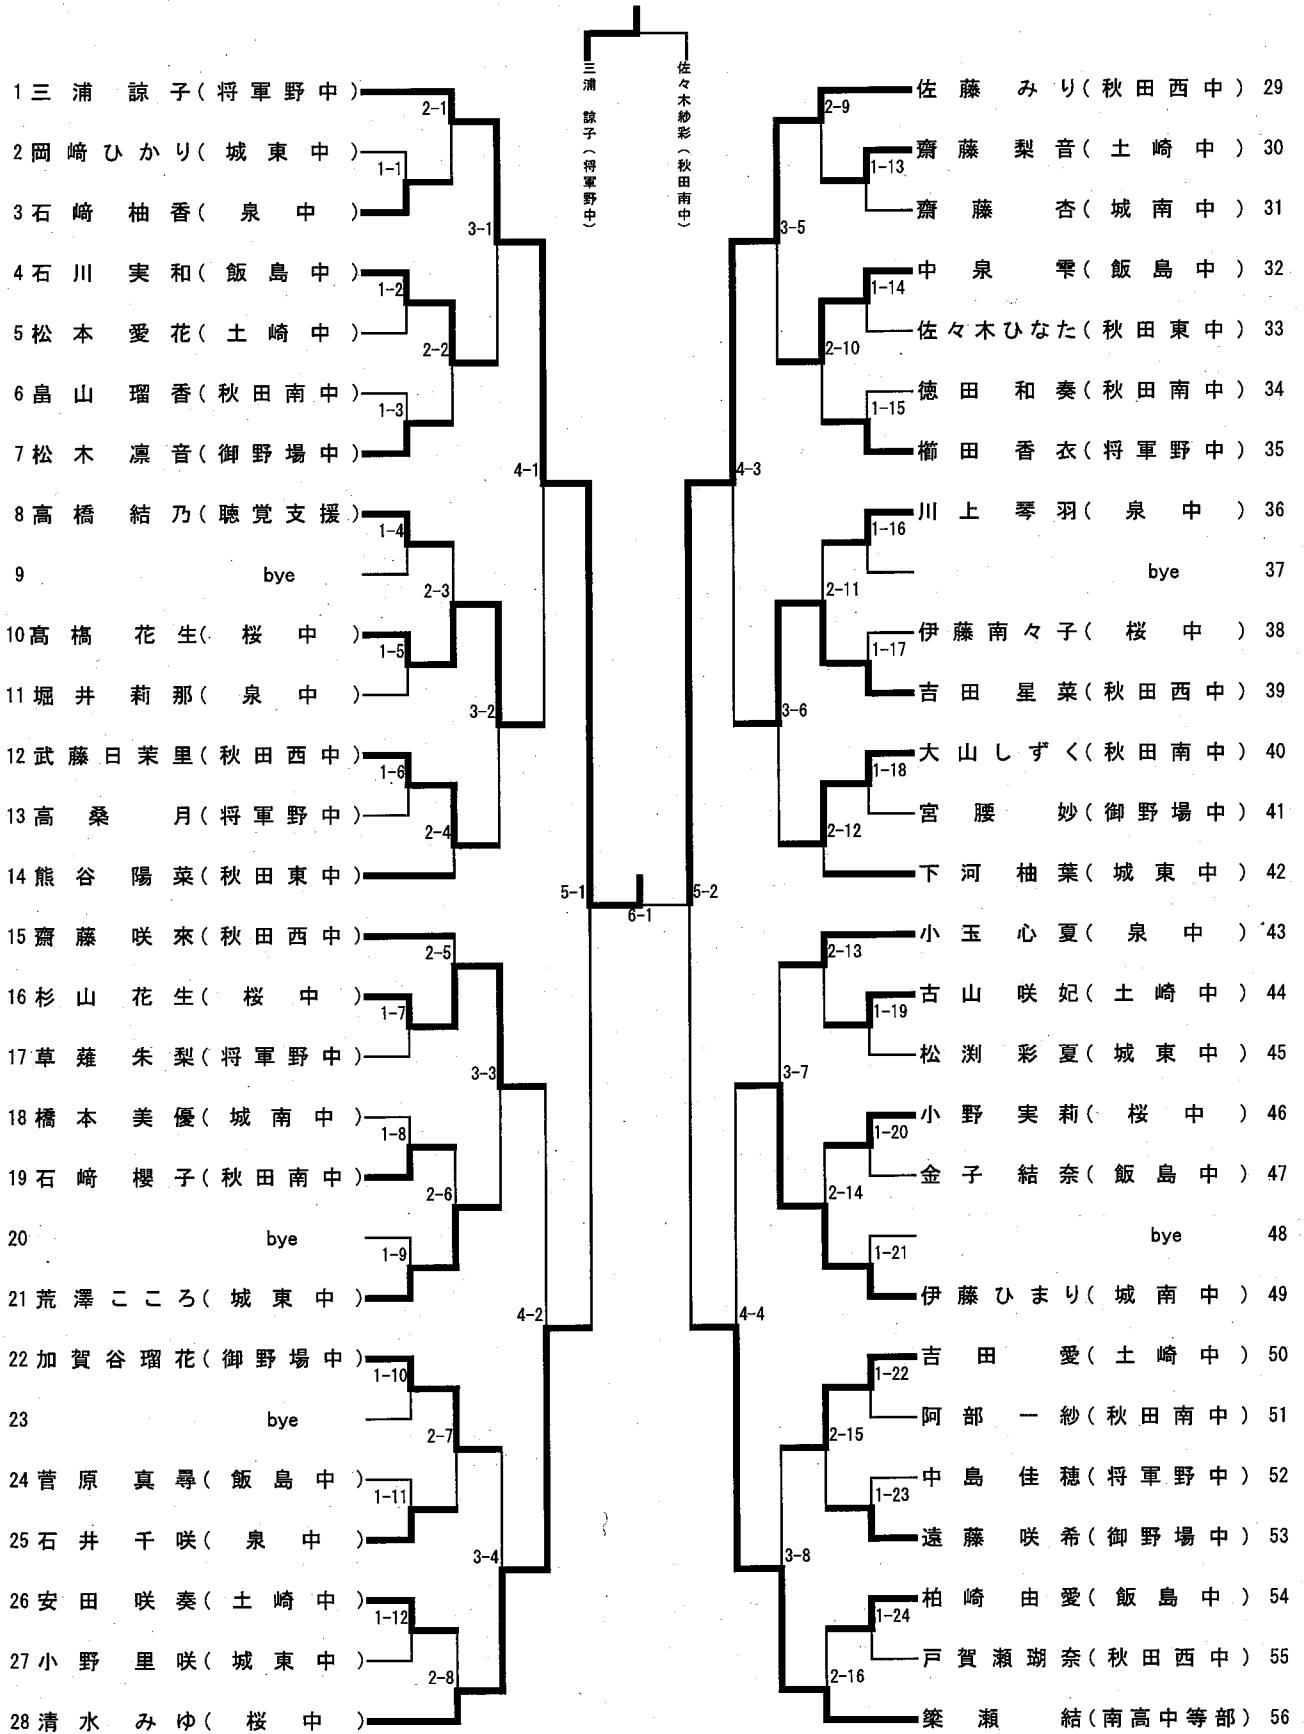 三浦 諒子（将軍野中）
佐々木紗彩（秋田南中）
1 三浦 諒子(将軍野中)
2-1
2 岡﨑ひかり(城東中)
1-1
3 石﨑 柚香(泉中)
3-1
4 石川 実和(飯島中)
1-2
5 松本 愛花(土崎中)
2-2
6 畠山 瑠香(秋田南中)
1-3
7 松木 凛音(御野場中)
4-1
8 高橋 結乃(聴覚支援)
1-4
9 bye
2-3
10 髙橋 花生(桜中)
1-5
11 堀井 莉那(泉中)
3-2
12 武藤日茉里(秋田西中)
1-6
13 高桑 月(将軍野中)
2-4
14 熊谷 陽菜(秋田東中)
5-1
15 齋藤 咲來(秋田西中)
2-5
16 杉山 花生(桜中)
1-7
17 草薙 朱梨(将軍野中)
3-3
18 橋本 美優(城南中)
1-8
19 石﨑 櫻子(秋田南中)
2-6
20 bye
1-9
21 荒澤こころ(城東中)
4-2
22 加賀谷瑠花(御野場中)
1-10
23 bye
2-7
24 菅原 真尋(飯島中)
1-11
25 石井 千咲(泉中)
3-4
26 安田 咲奏(土崎中)
1-12
27 小野 里咲(城東中)
2-8
28 清水 みゆ(桜中)
6-1
佐藤 みり(秋田西中) 29
2-9
齋藤 梨音(土崎中) 30
1-13
齋藤 杏(城南中) 31
3-5
中泉 雫(飯島中) 32
1-14
佐々木ひなた(秋田東中) 33
2-10
徳田 和奏(秋田南中) 34
1-15
櫛田 香衣(将軍野中) 35
4-3
川上 琴羽(泉中) 36
1-16
bye 37
2-11
伊藤南々子(桜中) 38
1-17
吉田 星菜(秋田西中) 39
3-6
大山しずく(秋田南中) 40
1-18
宮腰 妙(御野場中) 41
2-12
下河 柚葉(城東中) 42
5-2
小玉 心夏(泉中) 43
2-13
古山 咲妃(土崎中) 44
1-19
松渕 彩夏(城東中) 45
3-7
小野 実莉(桜中) 46
1-20
金子 結奈(飯島中) 47
2-14
bye 48
1-21
伊藤ひまり(城南中) 49
4-4
吉田 愛(土崎中) 50
1-22
阿部 一紗(秋田南中) 51
2-15
中島 佳穂(将軍野中) 52
1-23
遠藤 咲希(御野場中) 53
3-8
柏崎 由愛(飯島中) 54
1-24
戸賀瀬瑚奈(秋田西中) 55
2-16
簗瀬 結(南高中等部) 56